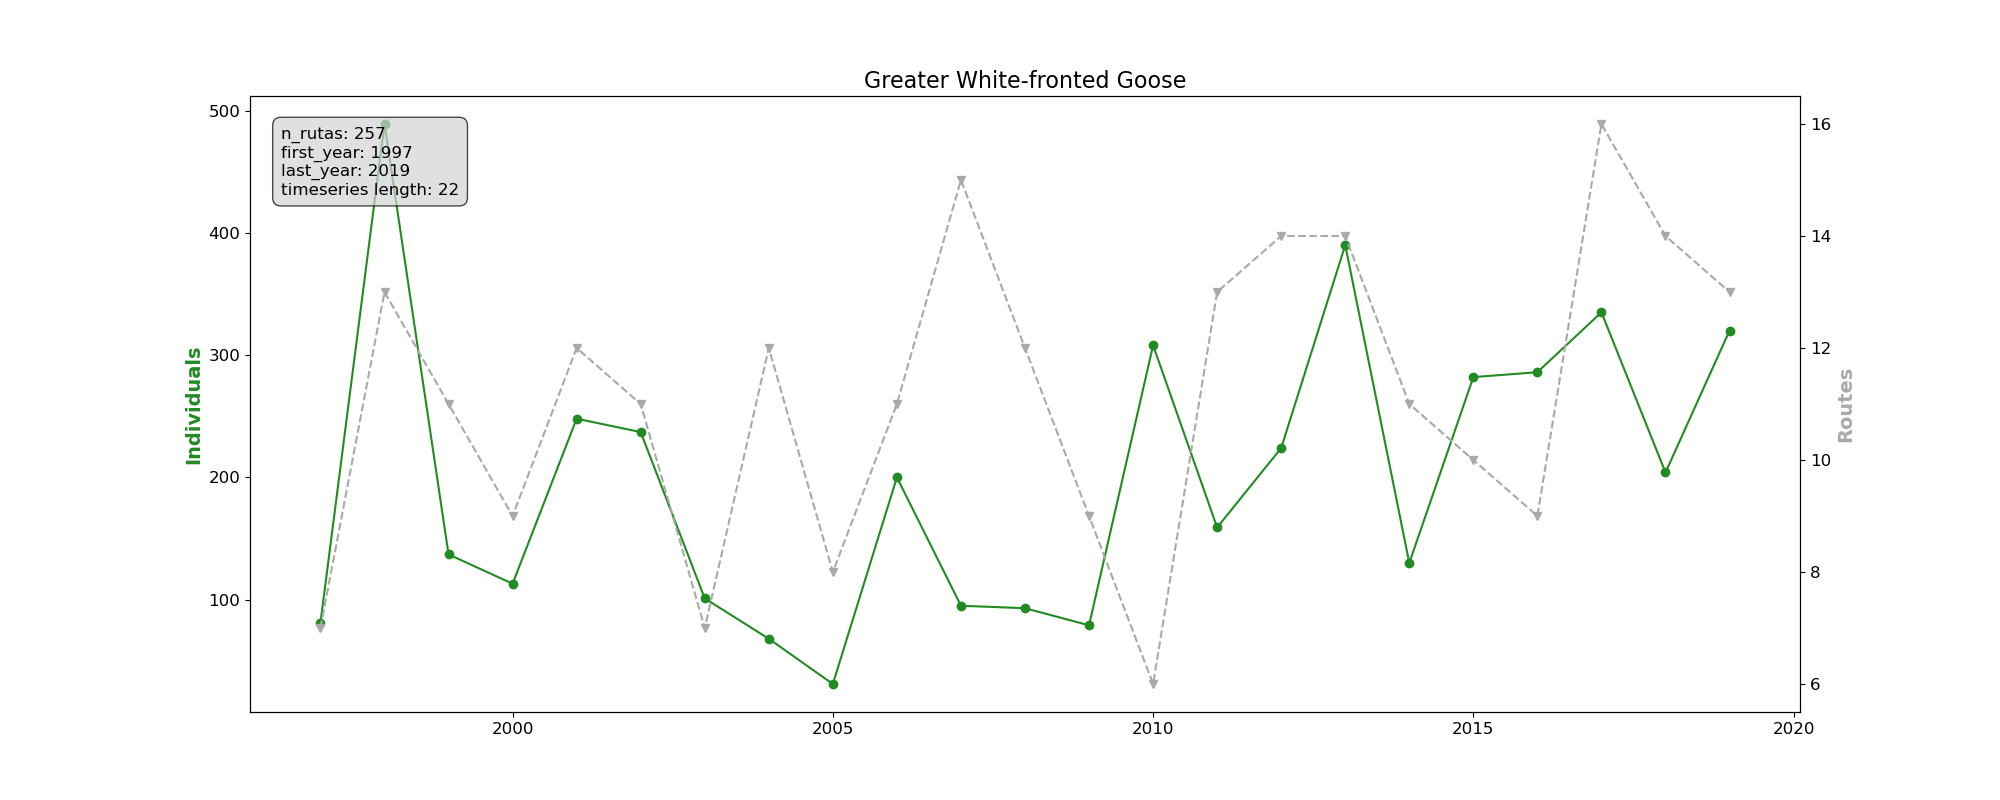 Greater White-fronted Goose
n_rutas: 257
first_year: 1997
last_year: 2019
timeseries length: 22
500
400
300
200
100
Individuals
16
14
12
10
8
6
Routes
2000
2005
2010
2015
2020